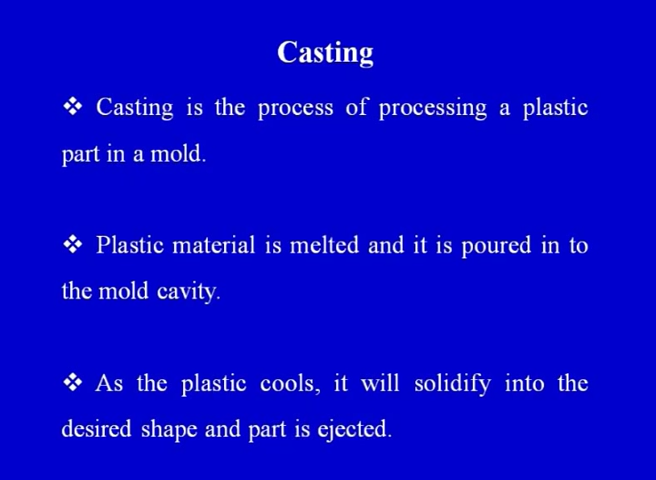 Casting
❖ Casting is the process of processing a plastic
part in a mold.
❖ Plastic material is melted and it is poured in to
the mold cavity.
❖ As the plastic cools, it will solidify into the
desired shape and part is ejected.